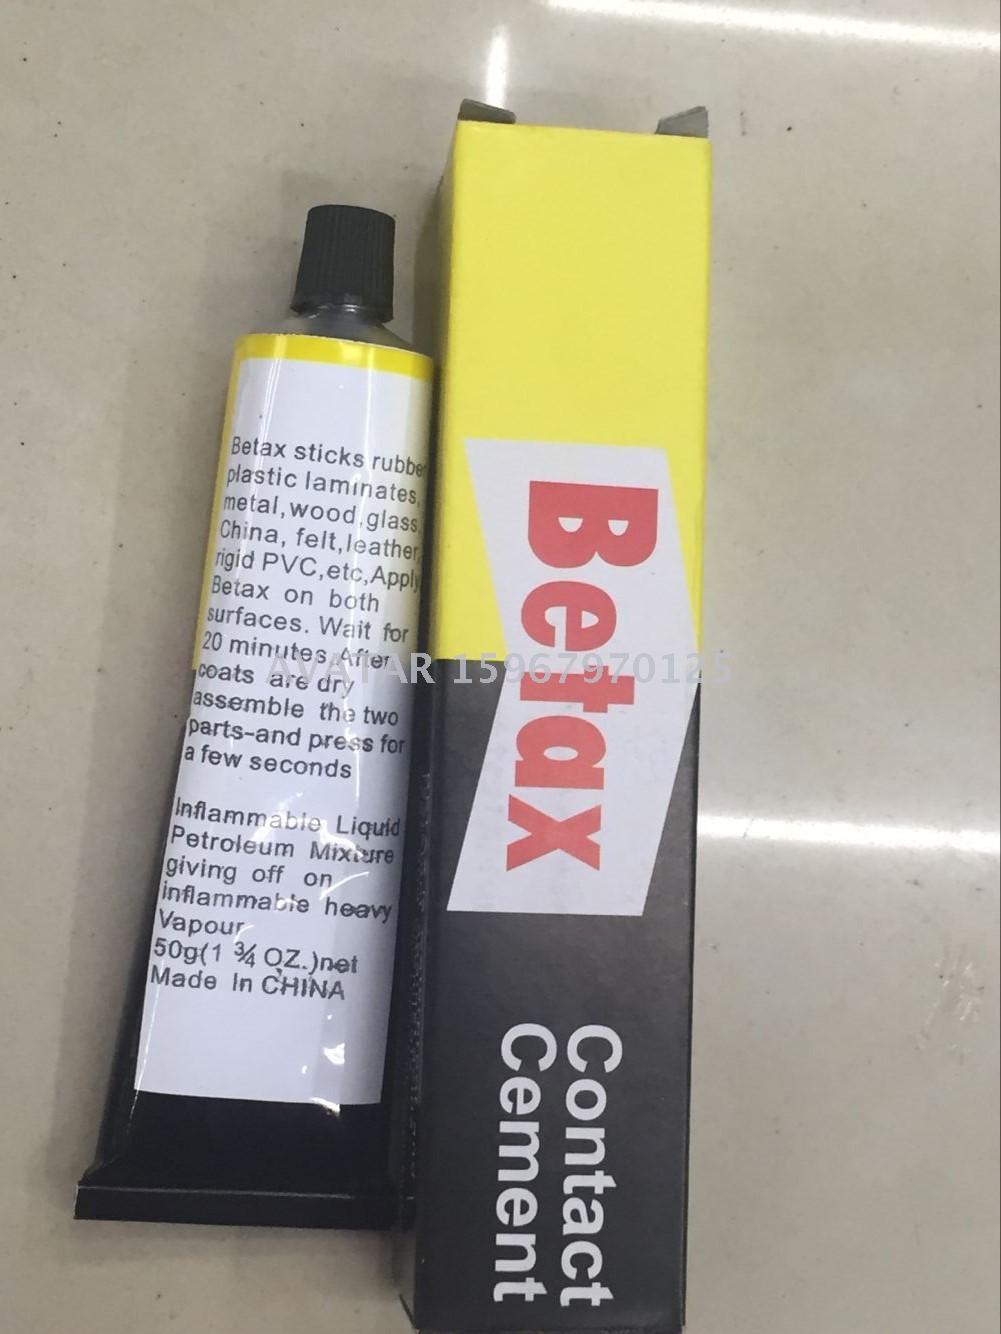 Betax sticks rubber
plastic laminates,
metal,wood,glass,
China, felt,leather,
rigid PVC,etc,Apply
Betax on both
surfaces. Wait for
20 minutes After
coats are dry
assemble the two
parts-and press for
a few seconds
Inflammable Liquid
Petroleum Mixture
giving off on
inflammable heavy
Vapour
50g(1 ¾ OZ.)net
Made In CHINA
Betax
Contact
Cement
AVATAR 15967970125